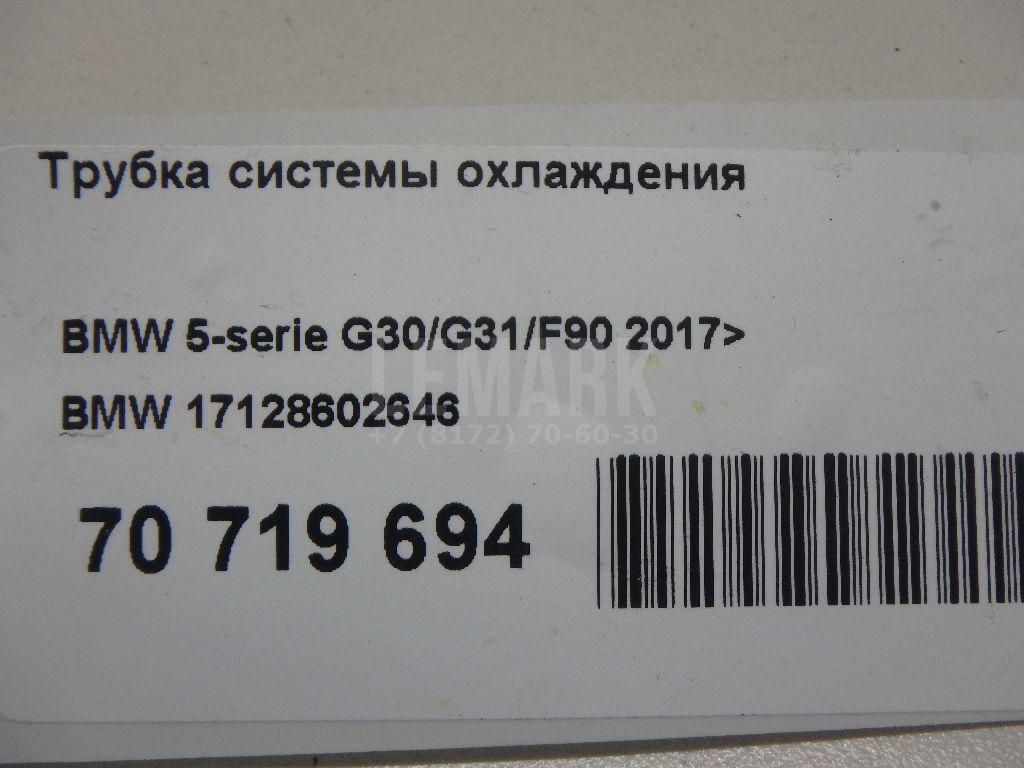 Трубка системы охлаждения
BMW 5-serie G30/G31/F90 2017>
LEMARK
BMW 17128602646
+7 (8172) 70-60-30
70 719 694